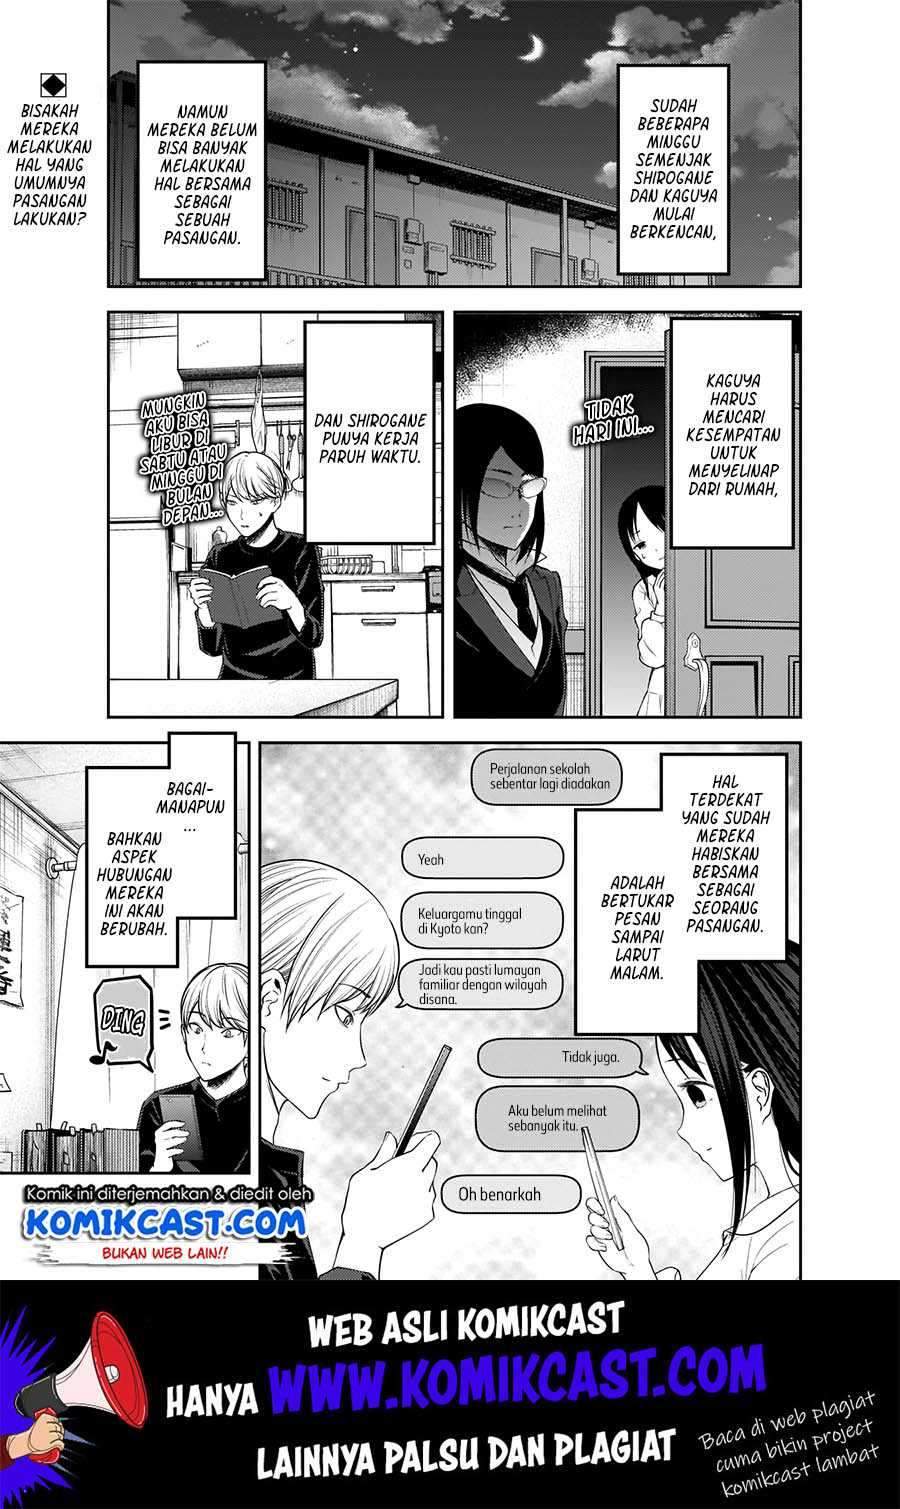 SUDAH
BEBERAPA
MINGGU
SEMENJAK
SHIROGANE
DAN KAGUYA
MULAI
BERKENCAN,
NAMUN
MEREKA BELUM
BISA BANYAK
MELAKUKAN
HAL BERSAMA
SEBAGAI
SEBUAH
PASANGAN.
BISAKAH
MEREKA
MELAKUKAN
HAL YANG
UMUMNYA
PASANGAN
LAKUKAN?
KAGUYA
HARUS
MENCARI
KESEMPATAN
UNTUK
MENYELINAP
DARI RUMAH,
TIDAK
HARI INI...
DAN SHIROGANE
PUNYA KERJA
PARUH WAKTU.
MUNGKIN
AKU BISA
LIBUR DI
SABTU ATAU
MINGGU DI
BULAN
DEPAN...
HAL
TERDEKAT
YANG SUDAH
MEREKA
HABISKAN
BERSAMA
SEBAGAI
SEORANG
PASANGAN.
ADALAH
BERTUKAR
PESAN
SAMPAI
LARUT
MALAM.
Perjalanan sekolah
sebentar lagi diadakan
Yeah
Keluargamu tinggal
di Kyoto kan?
Jadi kau pasti lumayan
familiar dengan wilayah
disana.
Tidak juga.
Aku belum melihat
sebanyak itu.
Oh benarkah
BAGAI-
MANAPUN
...
BAHKAN
ASPEK
HUBUNGAN
MEREKA
INI AKAN
BERUBAH.
DING
Komik ini diterjemahkan & diedit oleh
KOMIKCAST.COM
BUKAN WEB LAIN!!
WEB ASLI KOMIKCAST
HANYA WWW.KOMIKCAST.COM
LAINNYA PALSU DAN PLAGIAT
Baca di web plagiat
cuma bikin project
komikcast lambat